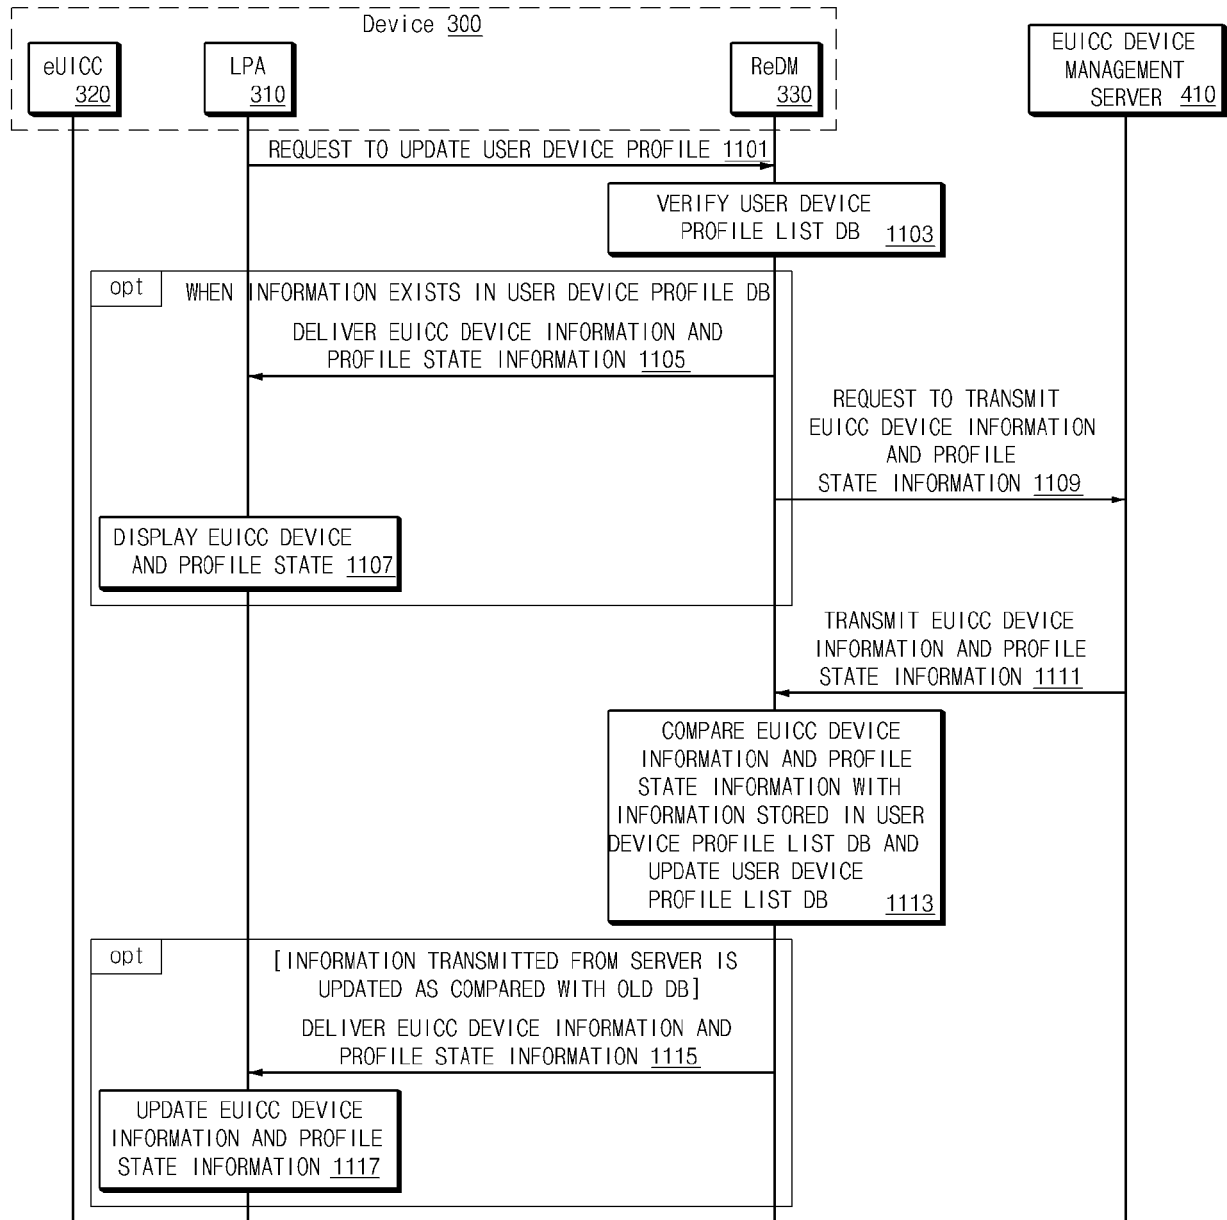 Device 300
eUICC
320
LPA
310
ReDM
330
EUICC DEVICE
MANAGEMENT
SERVER 410
REQUEST TO UPDATE USER DEVICE PROFILE 1101
VERIFY USER DEVICE
PROFILE LIST DB 1103
opt
WHEN INFORMATION EXISTS IN USER DEVICE PROFILE DB
DELIVER EUICC DEVICE INFORMATION AND
PROFILE STATE INFORMATION 1105
REQUEST TO TRANSMIT
EUICC DEVICE INFORMATION
AND PROFILE
STATE INFORMATION 1109
DISPLAY EUICC DEVICE
AND PROFILE STATE 1107
TRANSMIT EUICC DEVICE
INFORMATION AND PROFILE
STATE INFORMATION 1111
COMPARE EUICC DEVICE
INFORMATION AND PROFILE
STATE INFORMATION WITH
INFORMATION STORED IN USER
DEVICE PROFILE LIST DB AND
UPDATE USER DEVICE
PROFILE LIST DB 1113
opt
[INFORMATION TRANSMITTED FROM SERVER IS
UPDATED AS COMPARED WITH OLD DB]
DELIVER EUICC DEVICE INFORMATION AND
PROFILE STATE INFORMATION 1115
UPDATE EUICC DEVICE
INFORMATION AND PROFILE
STATE INFORMATION 1117